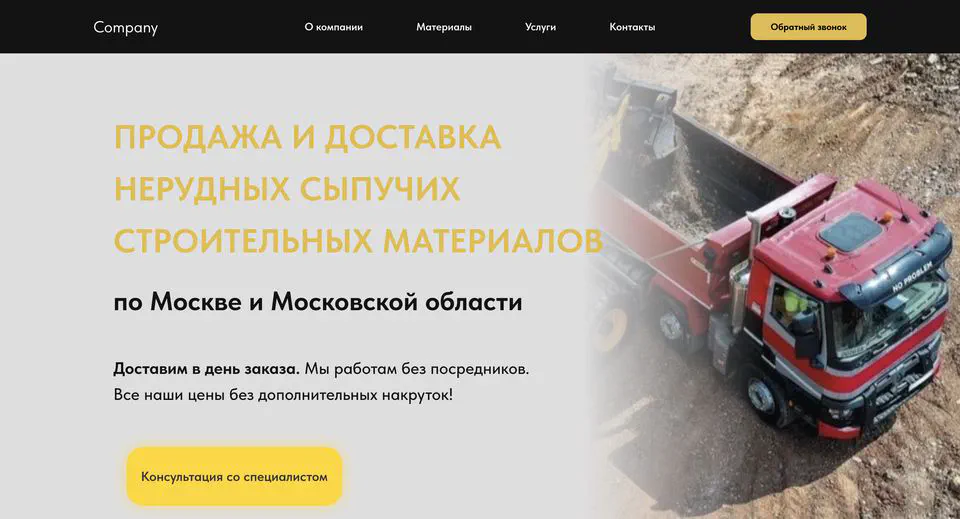 Company
О компании
Материалы
Услуги
Контакты
Обратный звонок
ПРОДАЖА И ДОСТАВКА
НЕРУДНЫХ СЫПУЧИХ
СТРОИТЕЛЬНЫХ МАТЕРИАЛОВ
по Москве и Московской области
NO PROBLEM
Доставим в день заказа. Мы работам без посредников.
Все наши цены без дополнительных накруток!
Консультация со специалистом